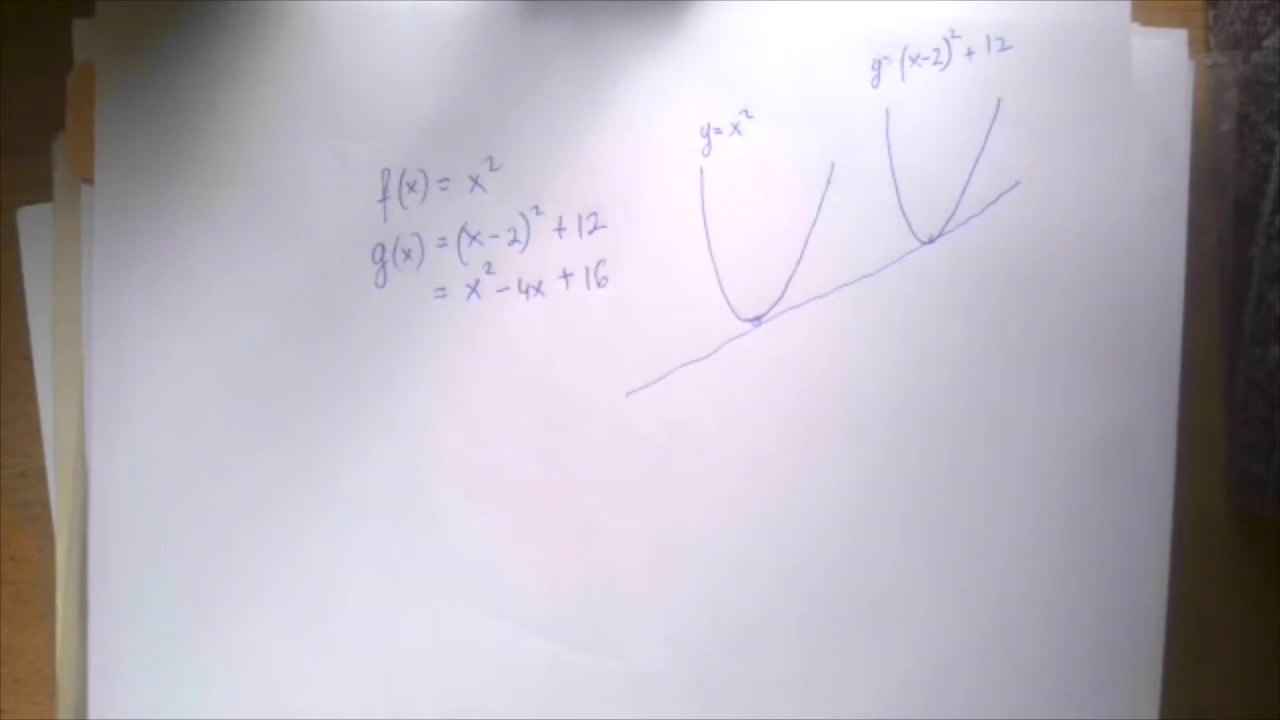 f(x) = x²
g(x) = (x-2)² + 12
= x² - 4x + 16
y = x²
y = (x-2)² + 12